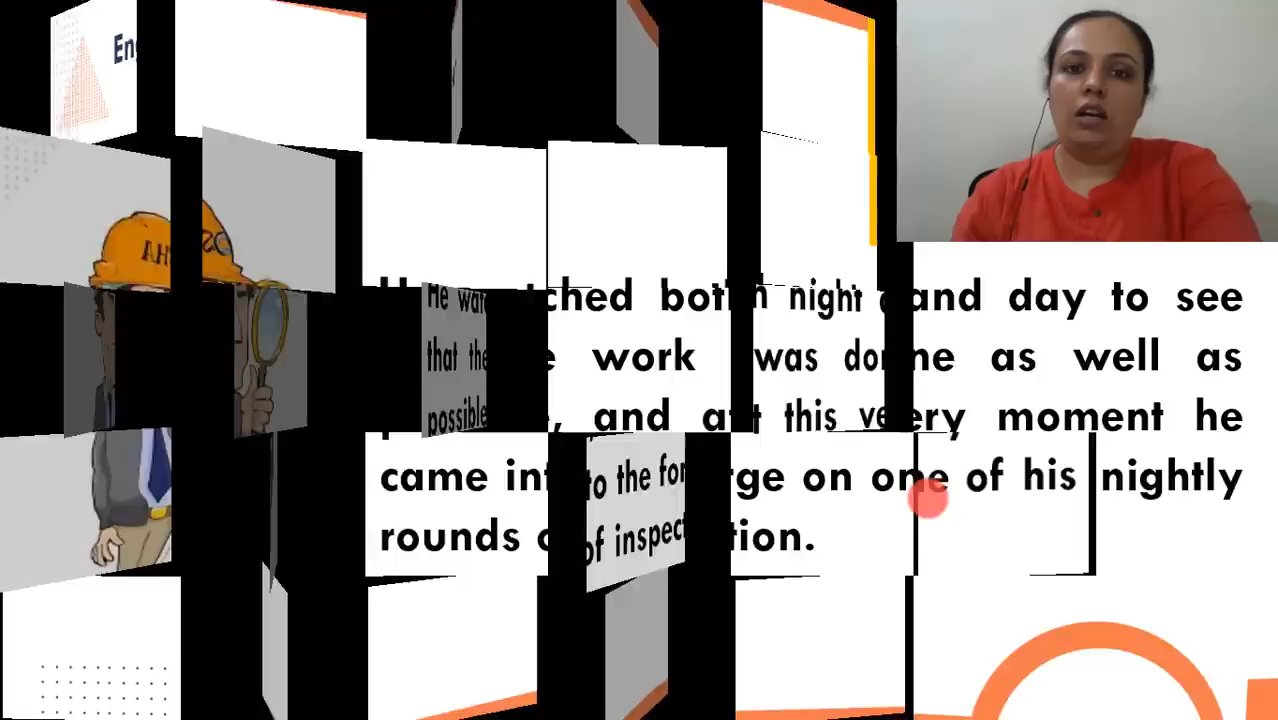 He watched both night and day to see
that the work was done as well as
possible, and at this very moment he
came into the forge on one of his nightly
rounds of inspection.